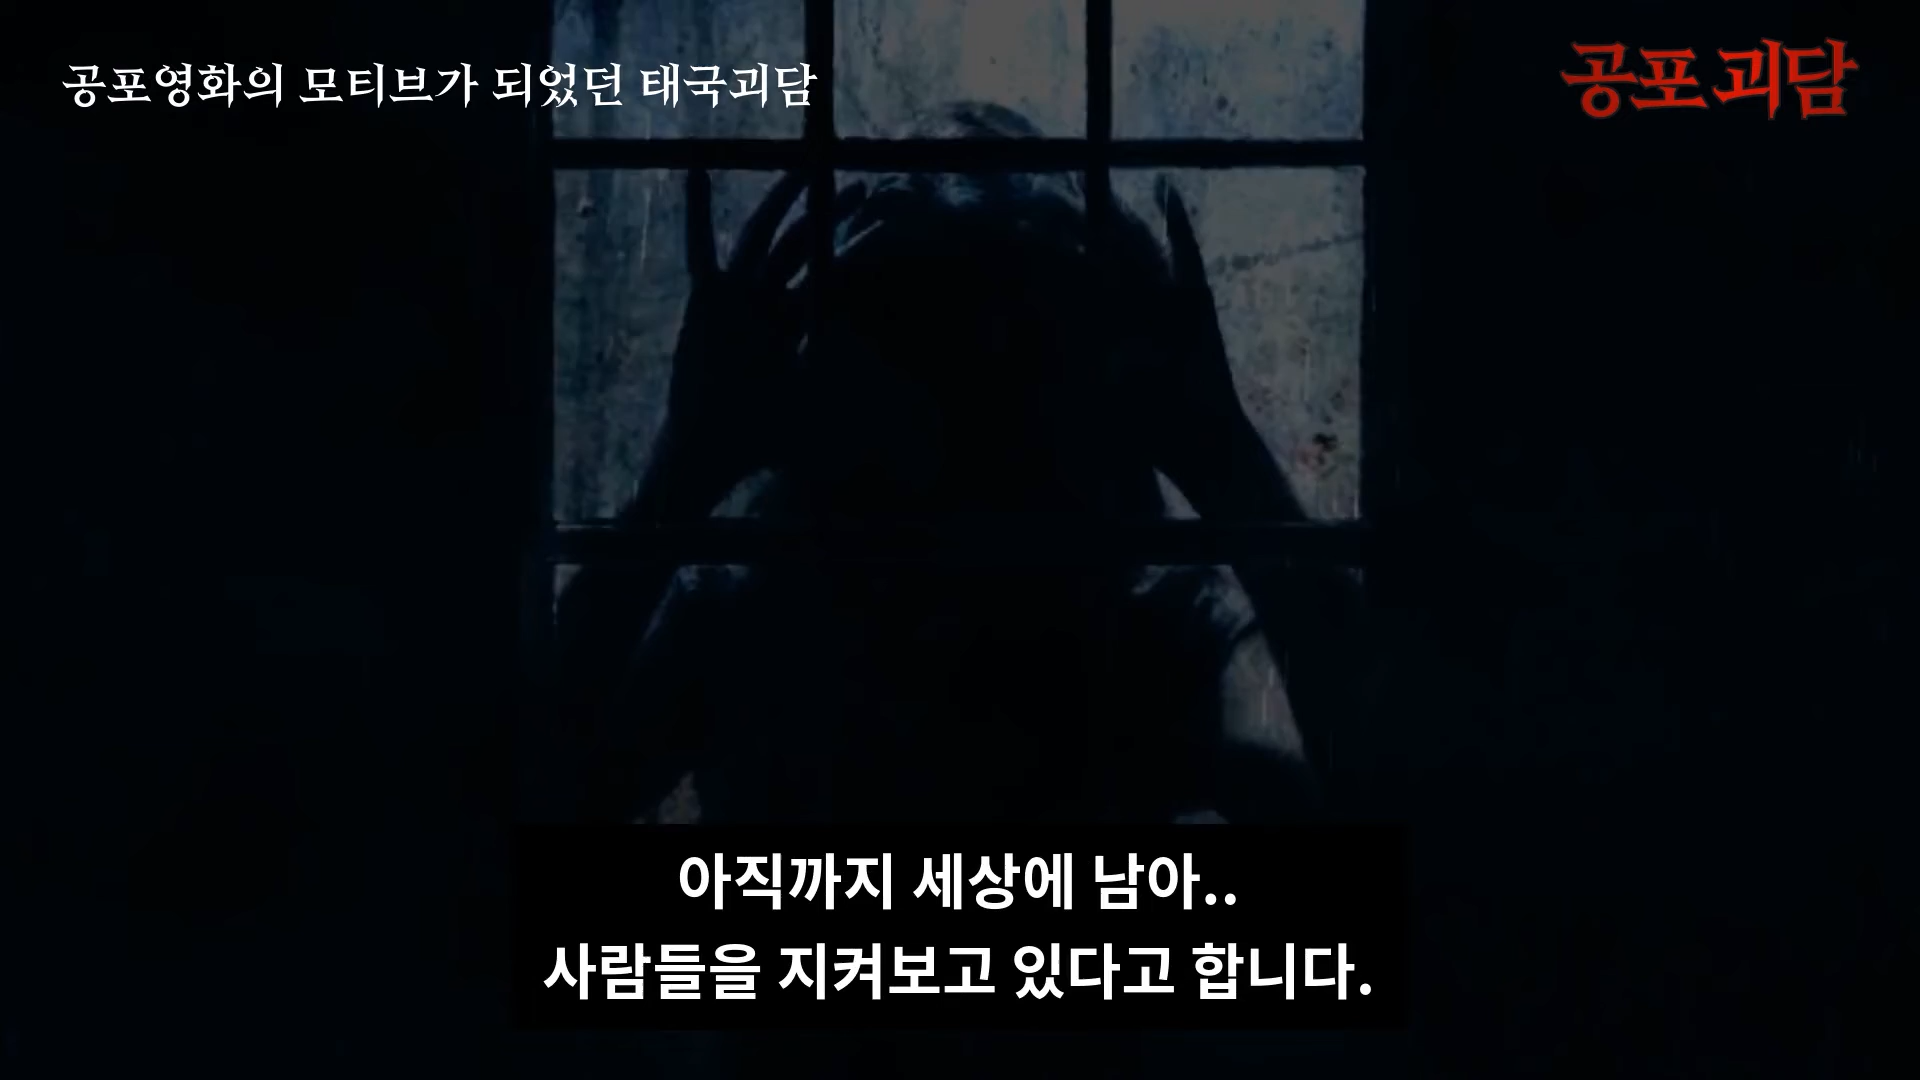 공포영화의 모티브가 되었던 태국괴담
공포 괴담
아직까지 세상에 남아..
사람들을 지켜보고 있다고 합니다.